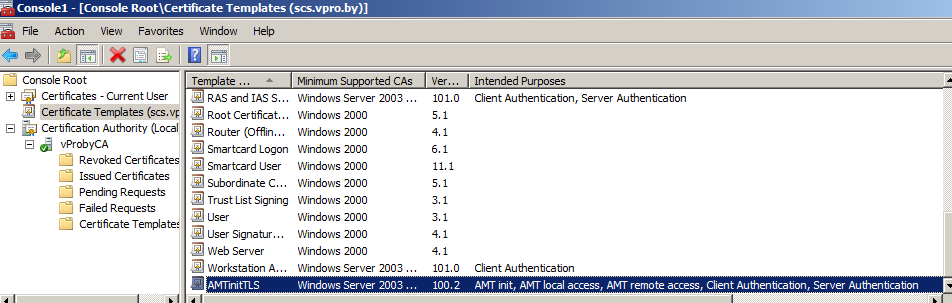 Console1 - [Console Root\Certificate Templates (scs.vpro.by)]
File Action View Favorites Window Help
Console Root
Certificates - Current User
Certificate Templates (scs.vp
Certification Authority (Local
vProbyCA
Revoked Certificates
Issued Certificates
Pending Requests
Failed Requests
Certificate Templates
Template ... Minimum Supported CAs Ver... Intended Purposes
RAS and IAS S... Windows Server 2003 ... 101.0 Client Authentication, Server Authentication
Root Certificat... Windows 2000 5.1
Router (Offlin... Windows 2000 4.1
Smartcard Logon Windows 2000 6.1
Smartcard User Windows 2000 11.1
Subordinate C... Windows 2000 5.1
Trust List Signing Windows 2000 3.1
User Windows 2000 3.1
User Signatur... Windows 2000 4.1
Web Server Windows 2000 4.1
Workstation A... Windows Server 2003 ... 101.0 Client Authentication
AMTinitTLS Windows Server 2003 ... 100.2 AMT init, AMT local access, AMT remote access, Client Authentication, Server Authentication